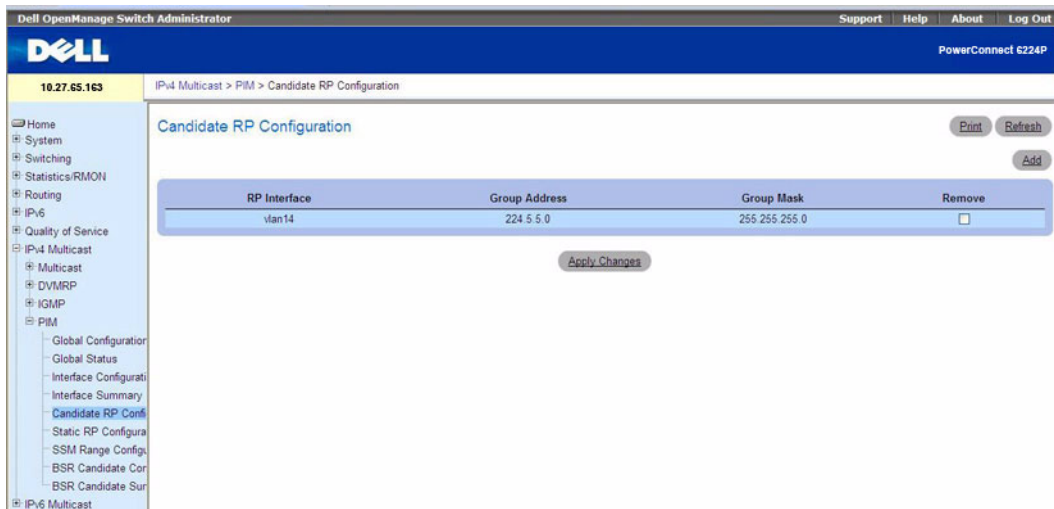 Dell OpenManage Switch Administrator
Support Help About Log Out
DELL
PowerConnect 6224P
10.27.65.163
IPv4 Multicast > PIM > Candidate RP Configuration
Home
System
Switching
Statistics/RMON
Routing
IPv6
Quality of Service
IPv4 Multicast
Multicast
DVMRP
IGMP
PIM
Global Configuration
Global Status
Interface Configurati
Interface Summary
Candidate RP Confi
Static RP Configura
SSM Range Configu
BSR Candidate Cor
BSR Candidate Sur
IPv6 Multicast
Candidate RP Configuration
Print Refresh
Add
RP Interface Group Address Group Mask Remove
vlan14 224.5.5.0 255.255.255.0
Apply Changes